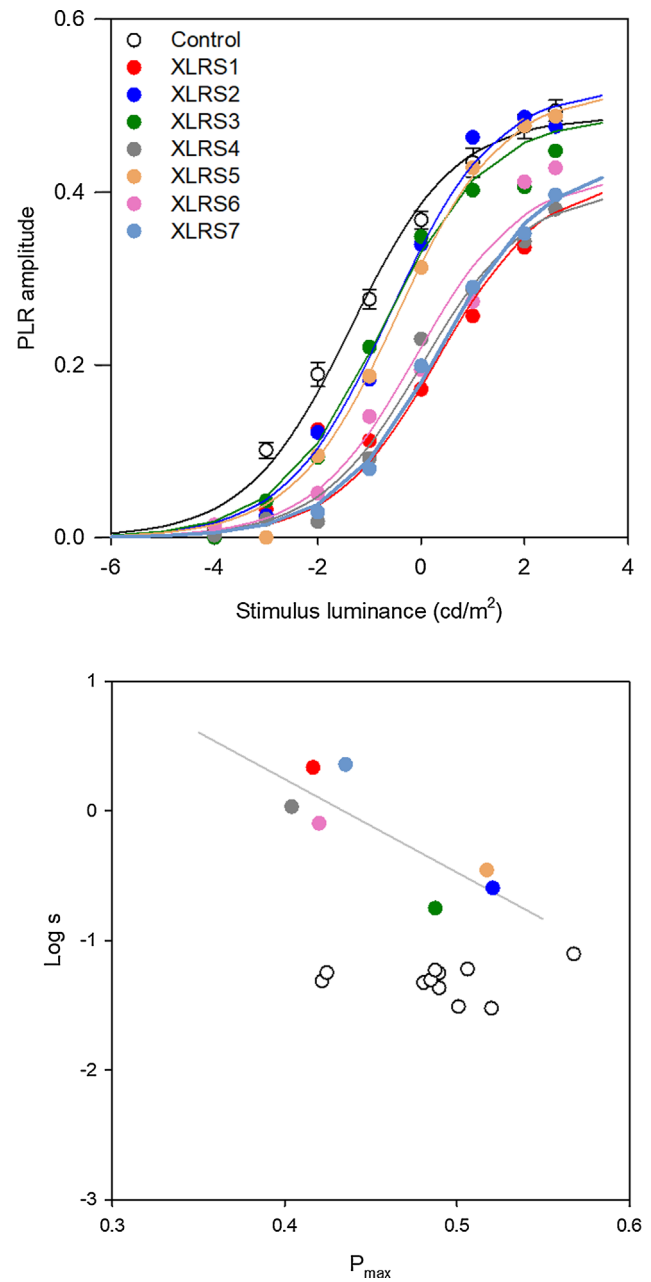 0.6
Control
XLRS1
XLRS2
XLRS3
XLRS4
XLRS5
XLRS6
XLRS7
0.4
PLR amplitude
0.2
0.0
-6 -4 -2 0 2 4
Stimulus luminance (cd/m²)
1
0
Log s
-1
-2
-3
0.3 0.4 0.5 0.6
Pmax